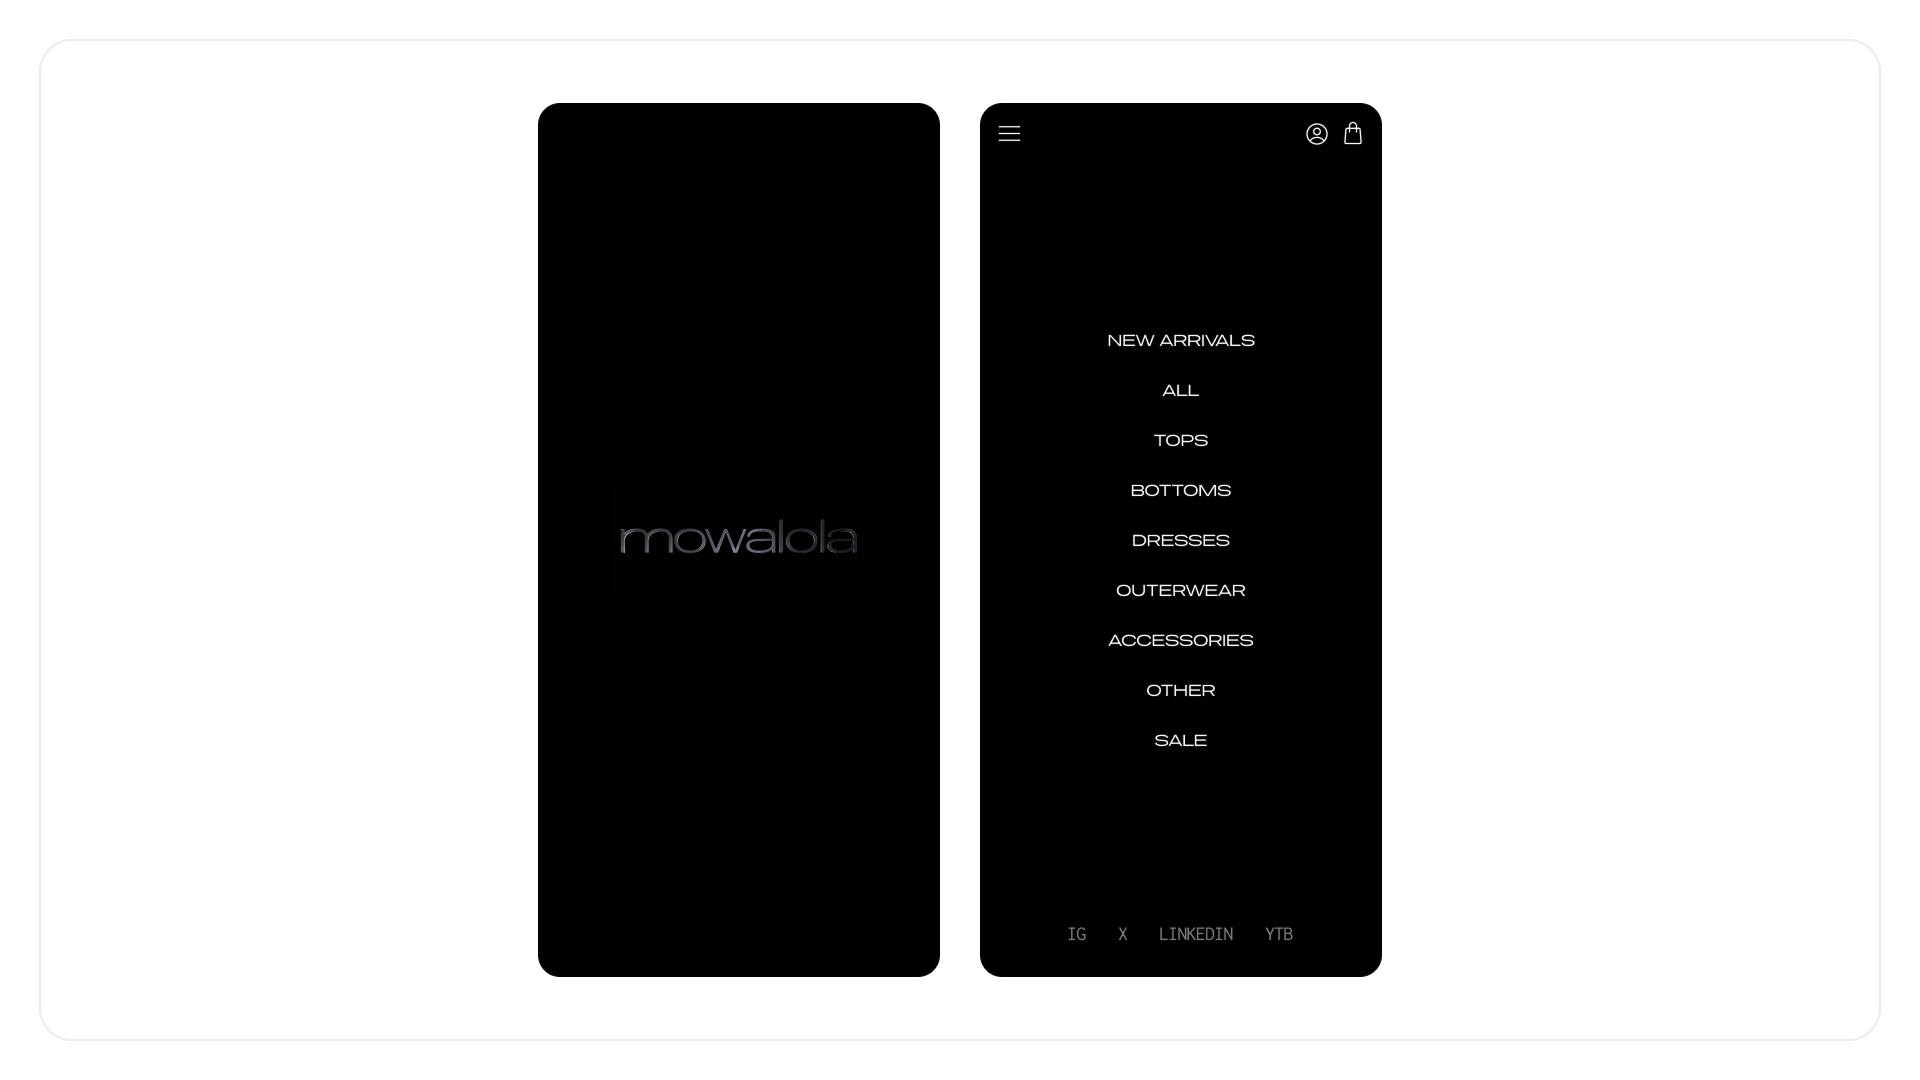 mowalola
NEW ARRIVALS
ALL
TOPS
BOTTOMS
DRESSES
OUTERWEAR
ACCESSORIES
OTHER
SALE
IG X LINKEDIN YTB